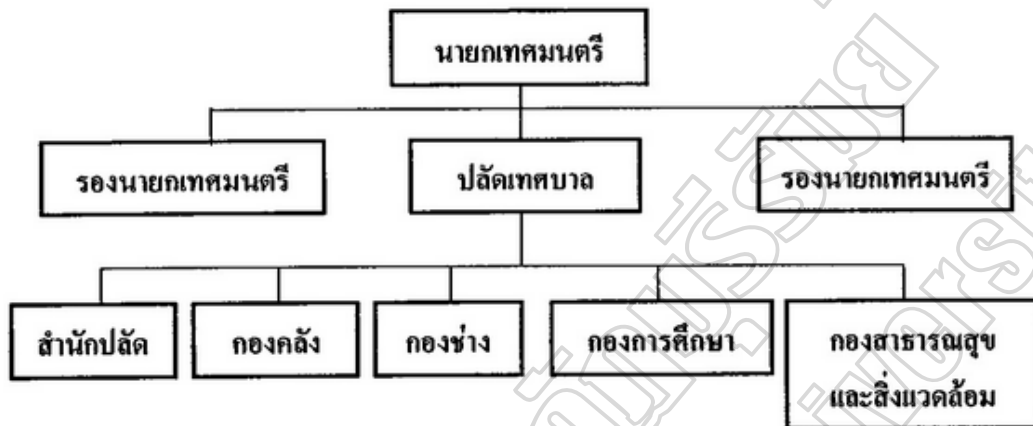 นายกเทศมนตรี
รองนายกเทศมนตรี
ปลัดเทศบาล
รองนายกเทศมนตรี
สำนักปลัด
กองคลัง
กองช่าง
กองการศึกษา
กองสาธารณสุข
และสิ่งแวดล้อม